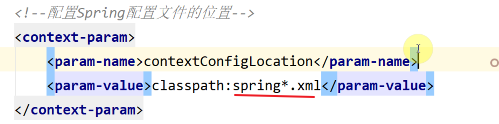 <!--配置Spring配置文件的位置-->
<context-param>
<param-name>contextConfigLocation</param-name>
<param-value>classpath:spring*.xml</param-value>
</context-param>